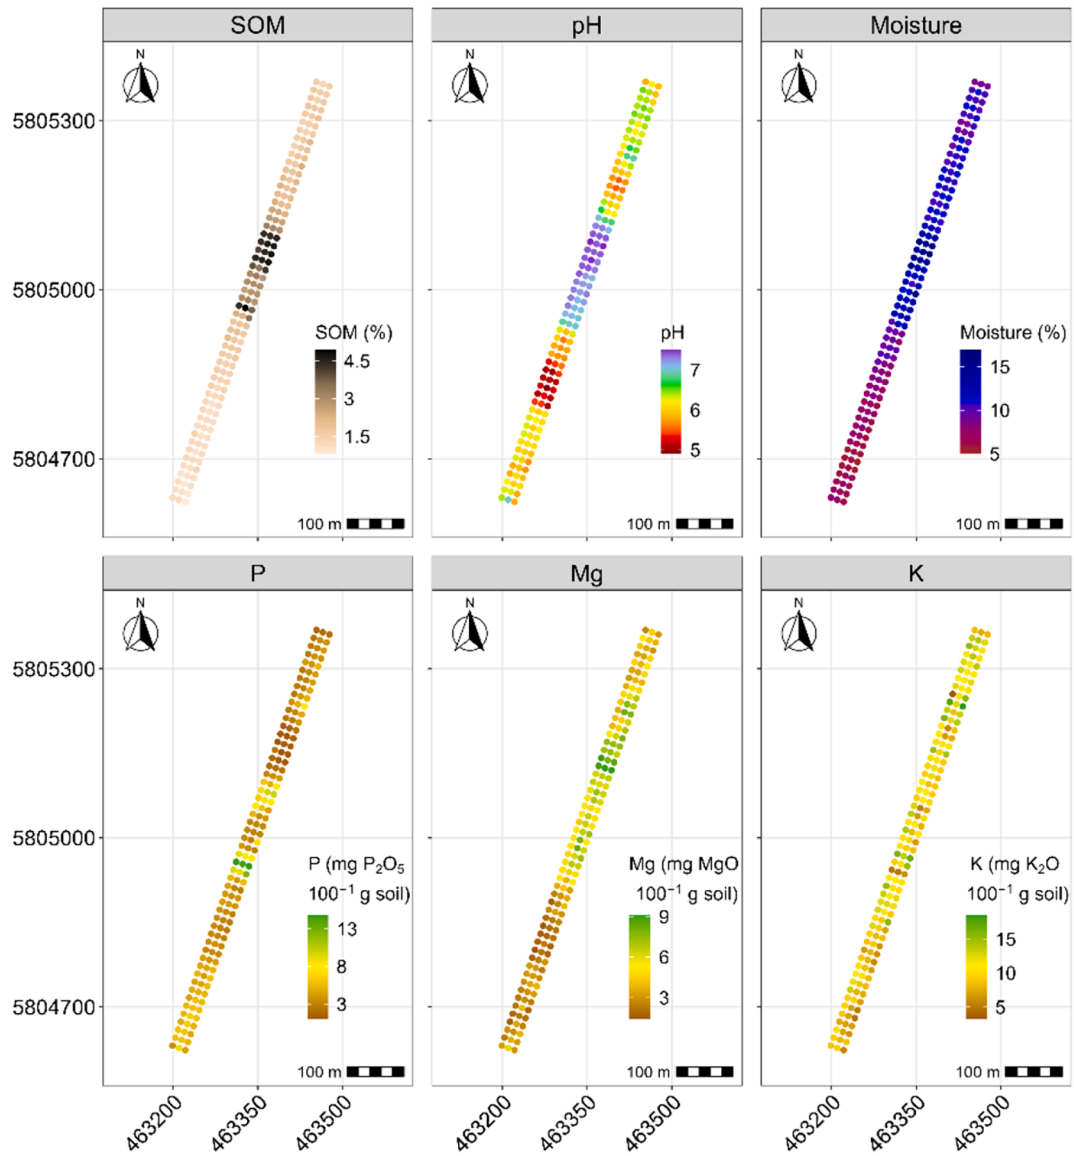 SOM pH Moisture
N N N
5805300
5805000
SOM (%) pH Moisture (%)
4.5 7 15
3 6 10
1.5 5 5
5804700
100 m 100 m 100 m
P Mg K
N N N
5805300
5805000
P (mg P₂O₅ Mg (mg MgO K (mg K₂O
100⁻¹ g soil) 100⁻¹ g soil) 100⁻¹ g soil)
13 9 15
8 6 10
3 3 5
5804700
100 m 100 m 100 m
463200 463350 463500 463200 463350 463500 463200 463350 463500